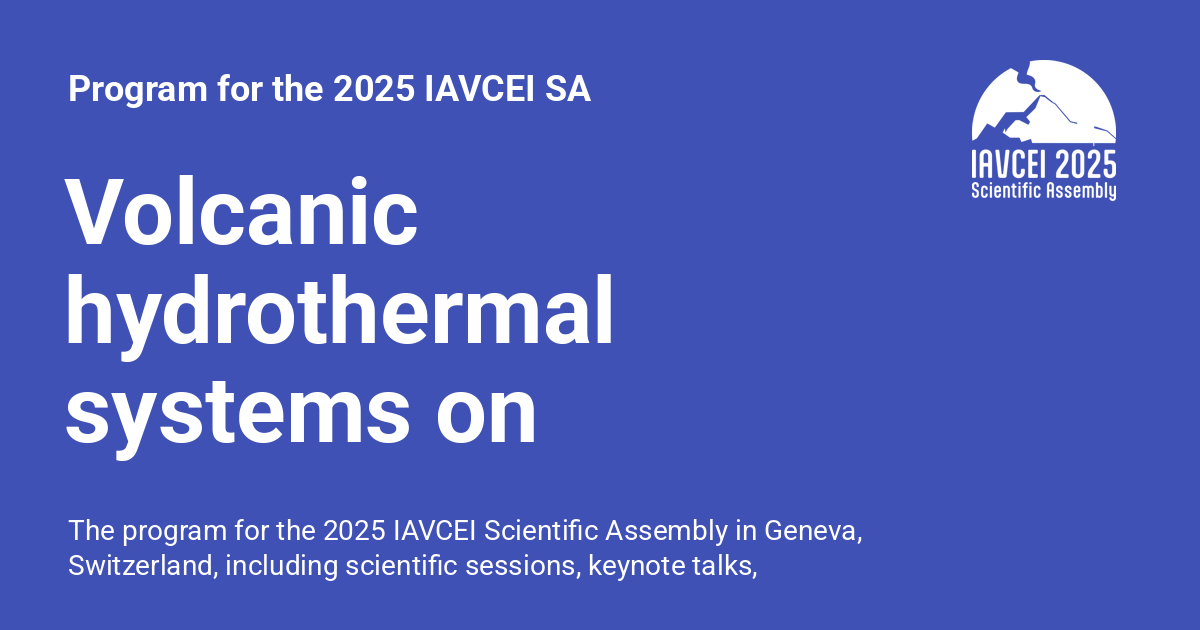 Program for the 2025 IAVCEI SA
IAVCEI 2025
Scientific Assembly
Volcanic
hydrothermal
systems on
The program for the 2025 IAVCEI Scientific Assembly in Geneva,
Switzerland, including scientific sessions, keynote talks,